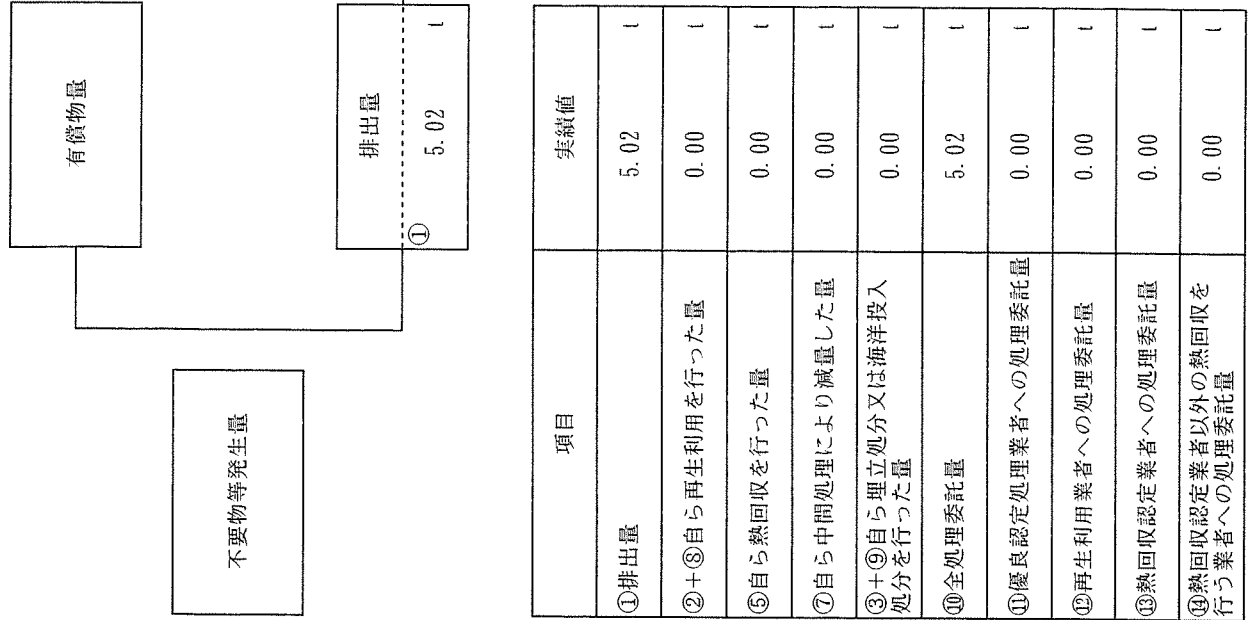 有償物量
不要物等発生量
排出量
① 5.02 t
項目 実績値
①排出量 5.02 t
②+⑧自ら再生利用を行った量 0.00 t
⑤自ら熱回収を行った量 0.00 t
⑦自ら中間処理により減量した量 0.00 t
③+⑨自ら埋立処分又は海洋投入
処分を行った量 0.00 t
⑩全処理委託量 5.02 t
⑪優良認定処理業者への処理委託量 0.00 t
⑫再生利用業者への処理委託量 0.00 t
⑬熱回収認定業者への処理委託量 0.00 t
⑭熱回収認定業者以外の熱回収を
行う業者への処理委託量 0.00 t